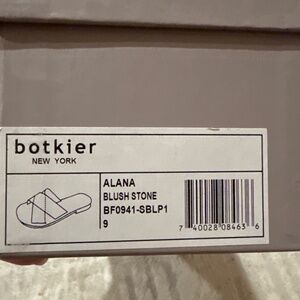 botkier
NEW YORK
ALANA
BLUSH STONE
BF0941-SBLP1
9
7 40028 08463 6